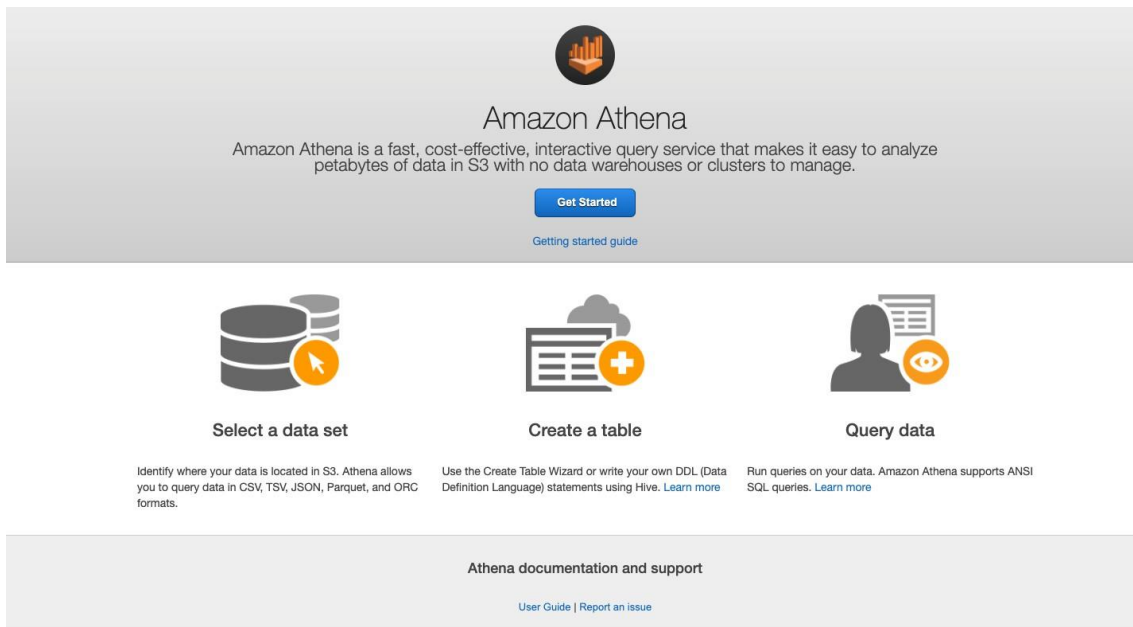 Amazon Athena
Amazon Athena is a fast, cost-effective, interactive query service that makes it easy to analyze
petabytes of data in S3 with no data warehouses or clusters to manage.
Get Started
Getting started guide
Select a data set
Identify where your data is located in S3. Athena allows
you to query data in CSV, TSV, JSON, Parquet, and ORC
formats.
Create a table
Use the Create Table Wizard or write your own DDL (Data
Definition Language) statements using Hive. Learn more
Query data
Run queries on your data. Amazon Athena supports ANSI
SQL queries. Learn more
Athena documentation and support
User Guide | Report an issue